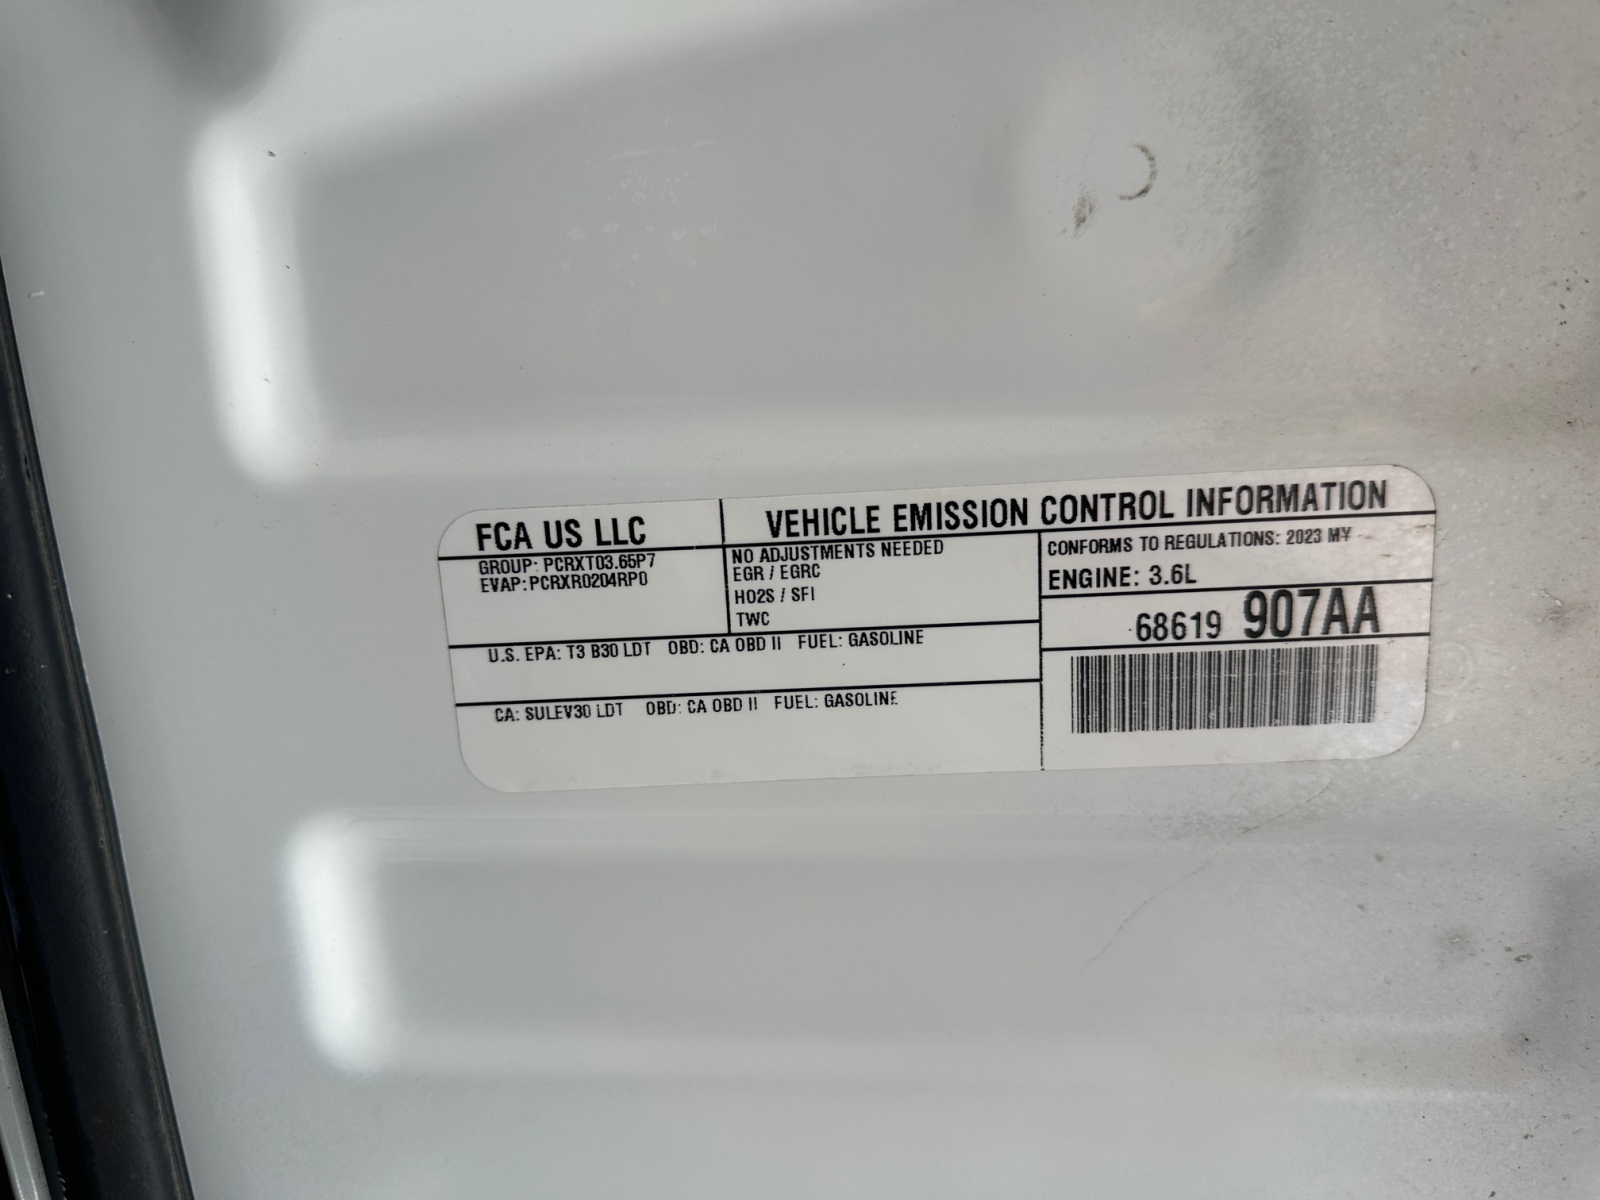 FCA US LLC
VEHICLE EMISSION CONTROL INFORMATION
GROUP: PCRXT03.65P7
EVAP: PCRXR0204RP0
NO ADJUSTMENTS NEEDED
EGR / EGRC
HO2S / SFI
TWC
CONFORMS TO REGULATIONS: 2023 MY
ENGINE: 3.6L
68619 907AA
U.S. EPA: T3 B30 LDT OBD: CA OBD II FUEL: GASOLINE
CA: SULEV30 LDT OBD: CA OBD II FUEL: GASOLINE